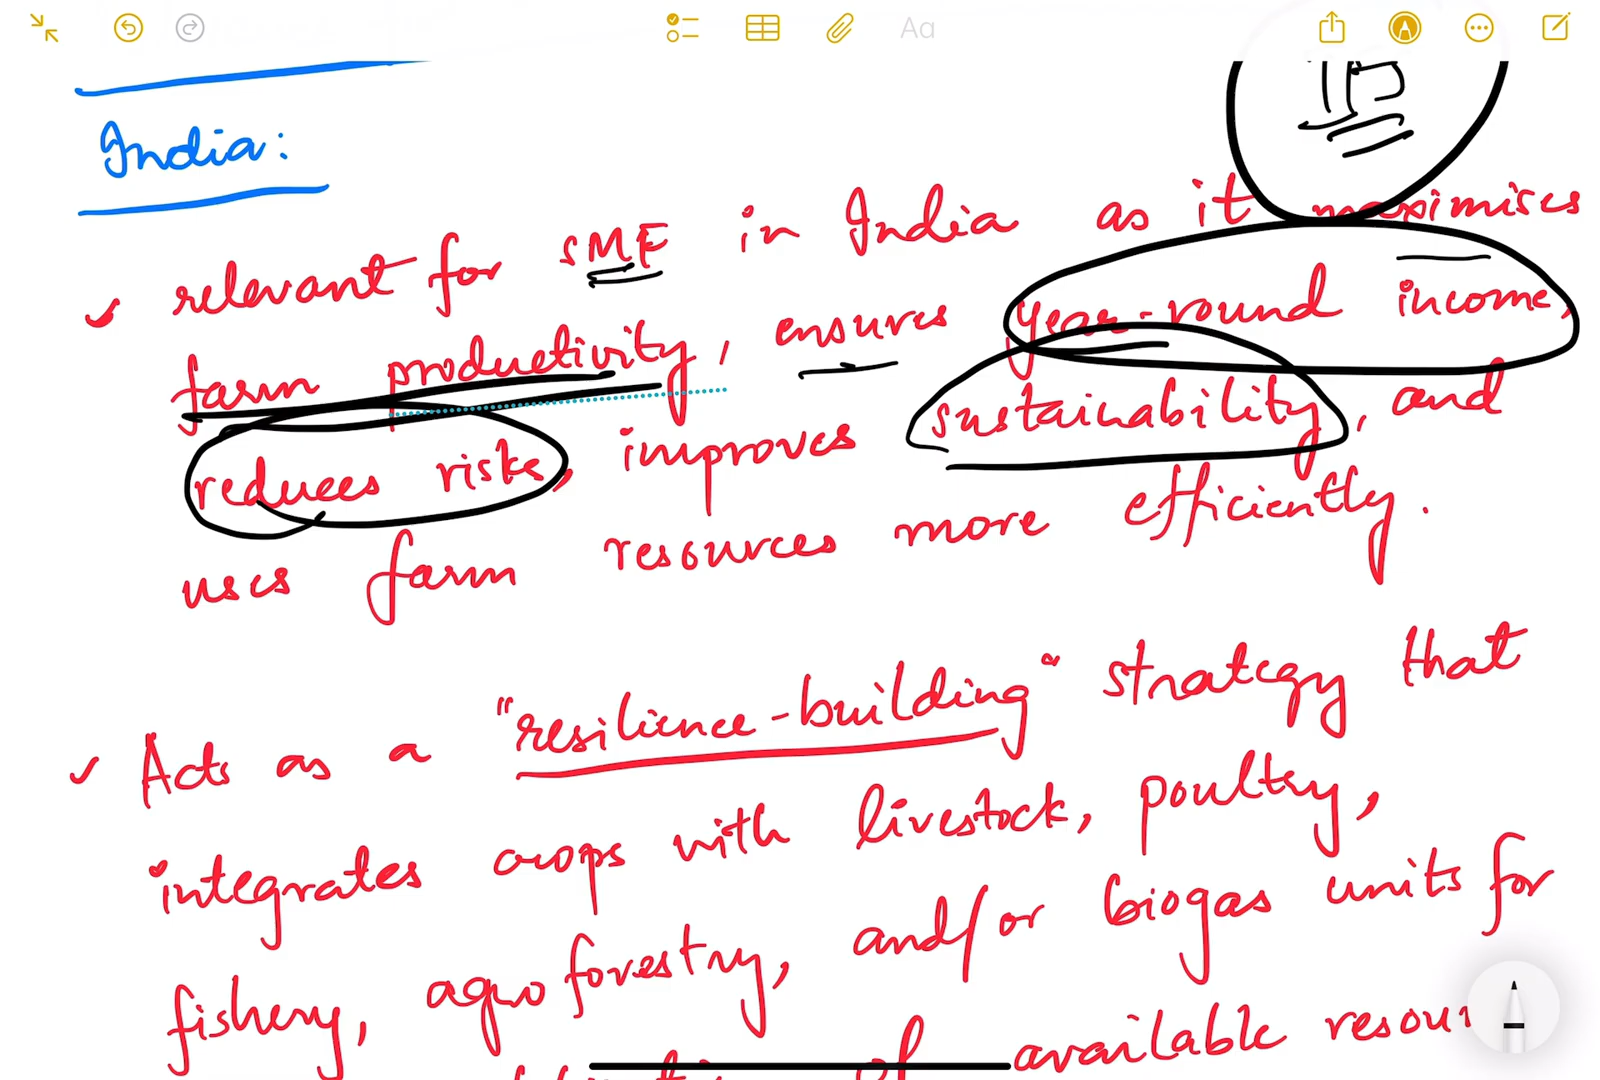 India:
relevant for SMF in India as it maximises
farm productivity, ensures year-round income,
reduces risks, improves sustainability, and
uses farm resources more efficiently.
Acts as a "resilience-building" strategy that
integrates crops with livestock, poultry,
fishery, agroforestry, and/or biogas units for
of available